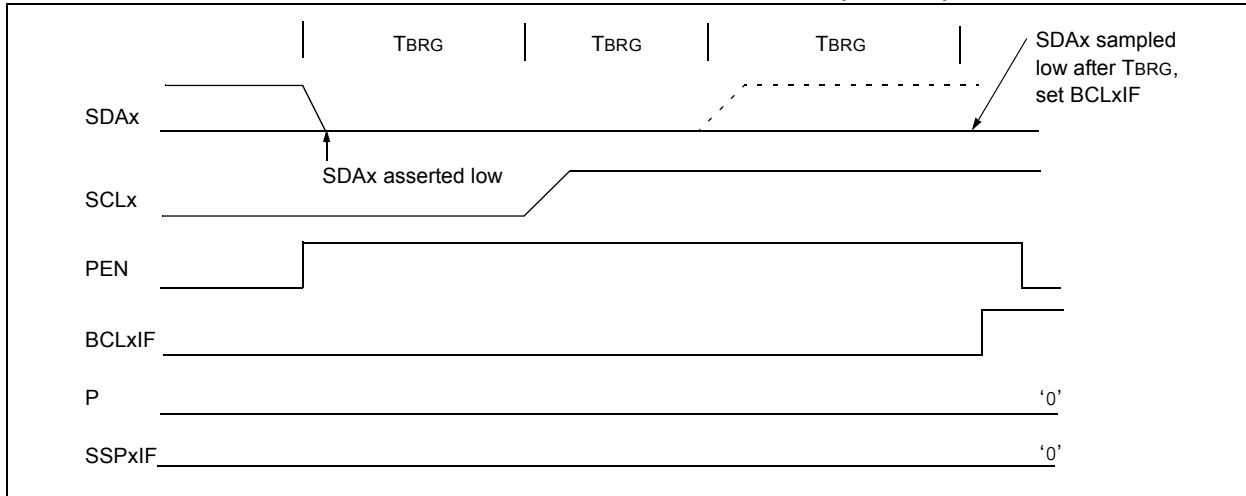 TBRG TBRG TBRG
SDAx sampled
low after TBRG,
set BCLxIF
SDAx
SDAx asserted low
SCLx
PEN
BCLxIF
P '0'
SSPxIF '0'